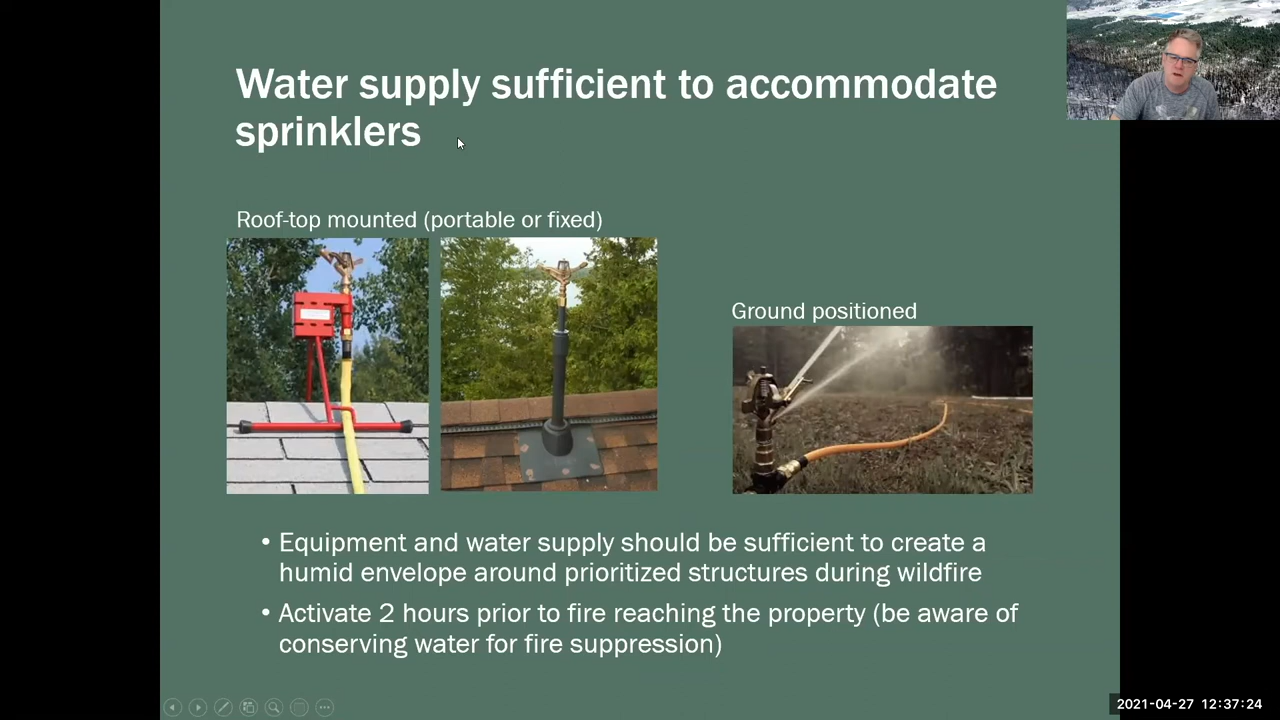 Water supply sufficient to accommodate
sprinklers
Roof-top mounted (portable or fixed)
Ground positioned
• Equipment and water supply should be sufficient to create a
humid envelope around prioritized structures during wildfire
• Activate 2 hours prior to fire reaching the property (be aware of
conserving water for fire suppression)
2021-04-27 12:37:24